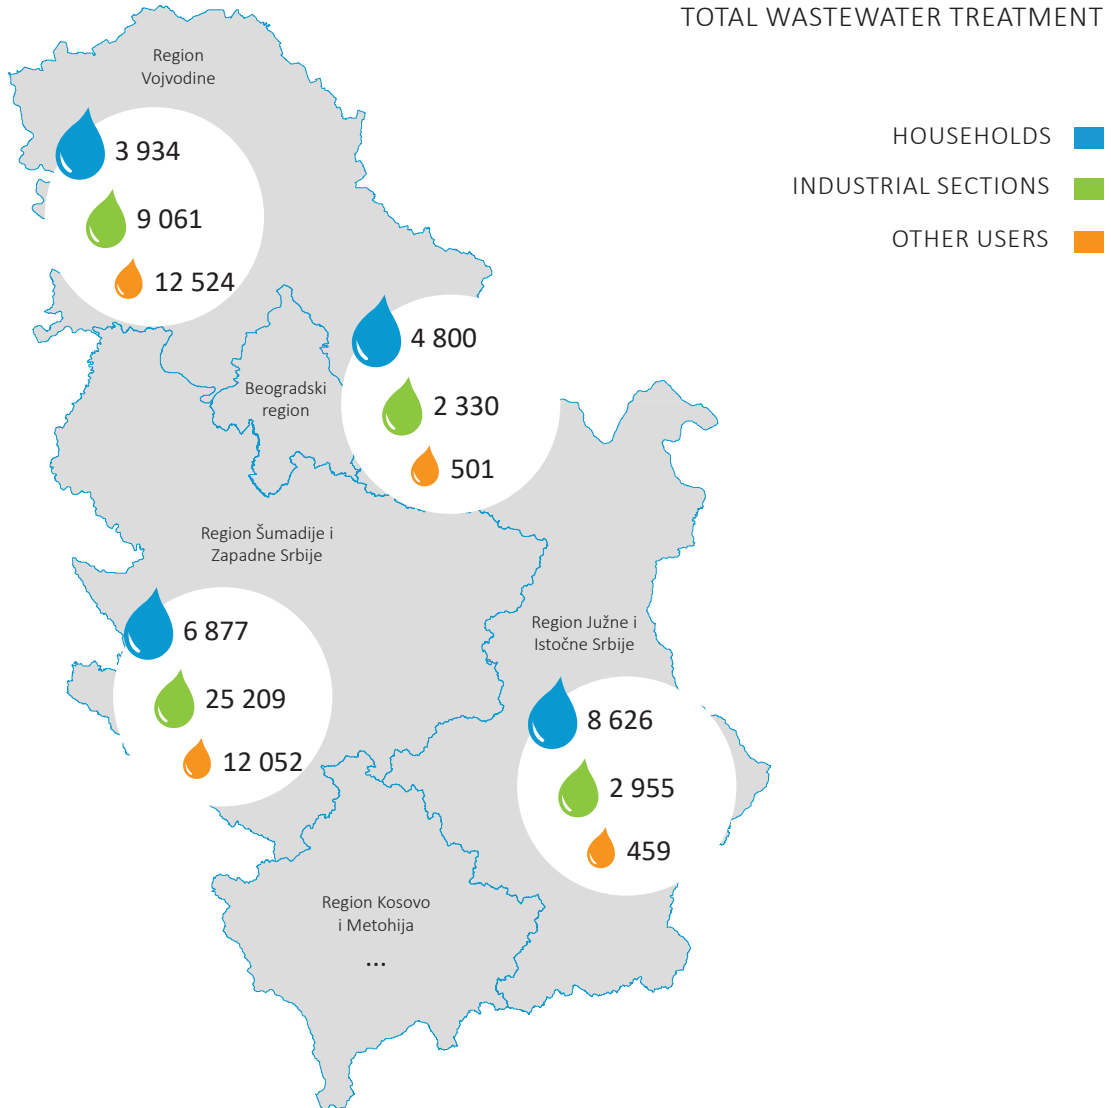 TOTAL WASTEWATER TREATMENT
HOUSEHOLDS
INDUSTRIAL SECTIONS
OTHER USERS
Region
Vojvodine
3 934
9 061
12 524
Beogradski
region
4 800
2 330
501
Region Šumadije i
Zapadne Srbije
6 877
25 209
12 052
Region Južne i
Istočne Srbije
8 626
2 955
459
Region Kosovo
i Metohija
...